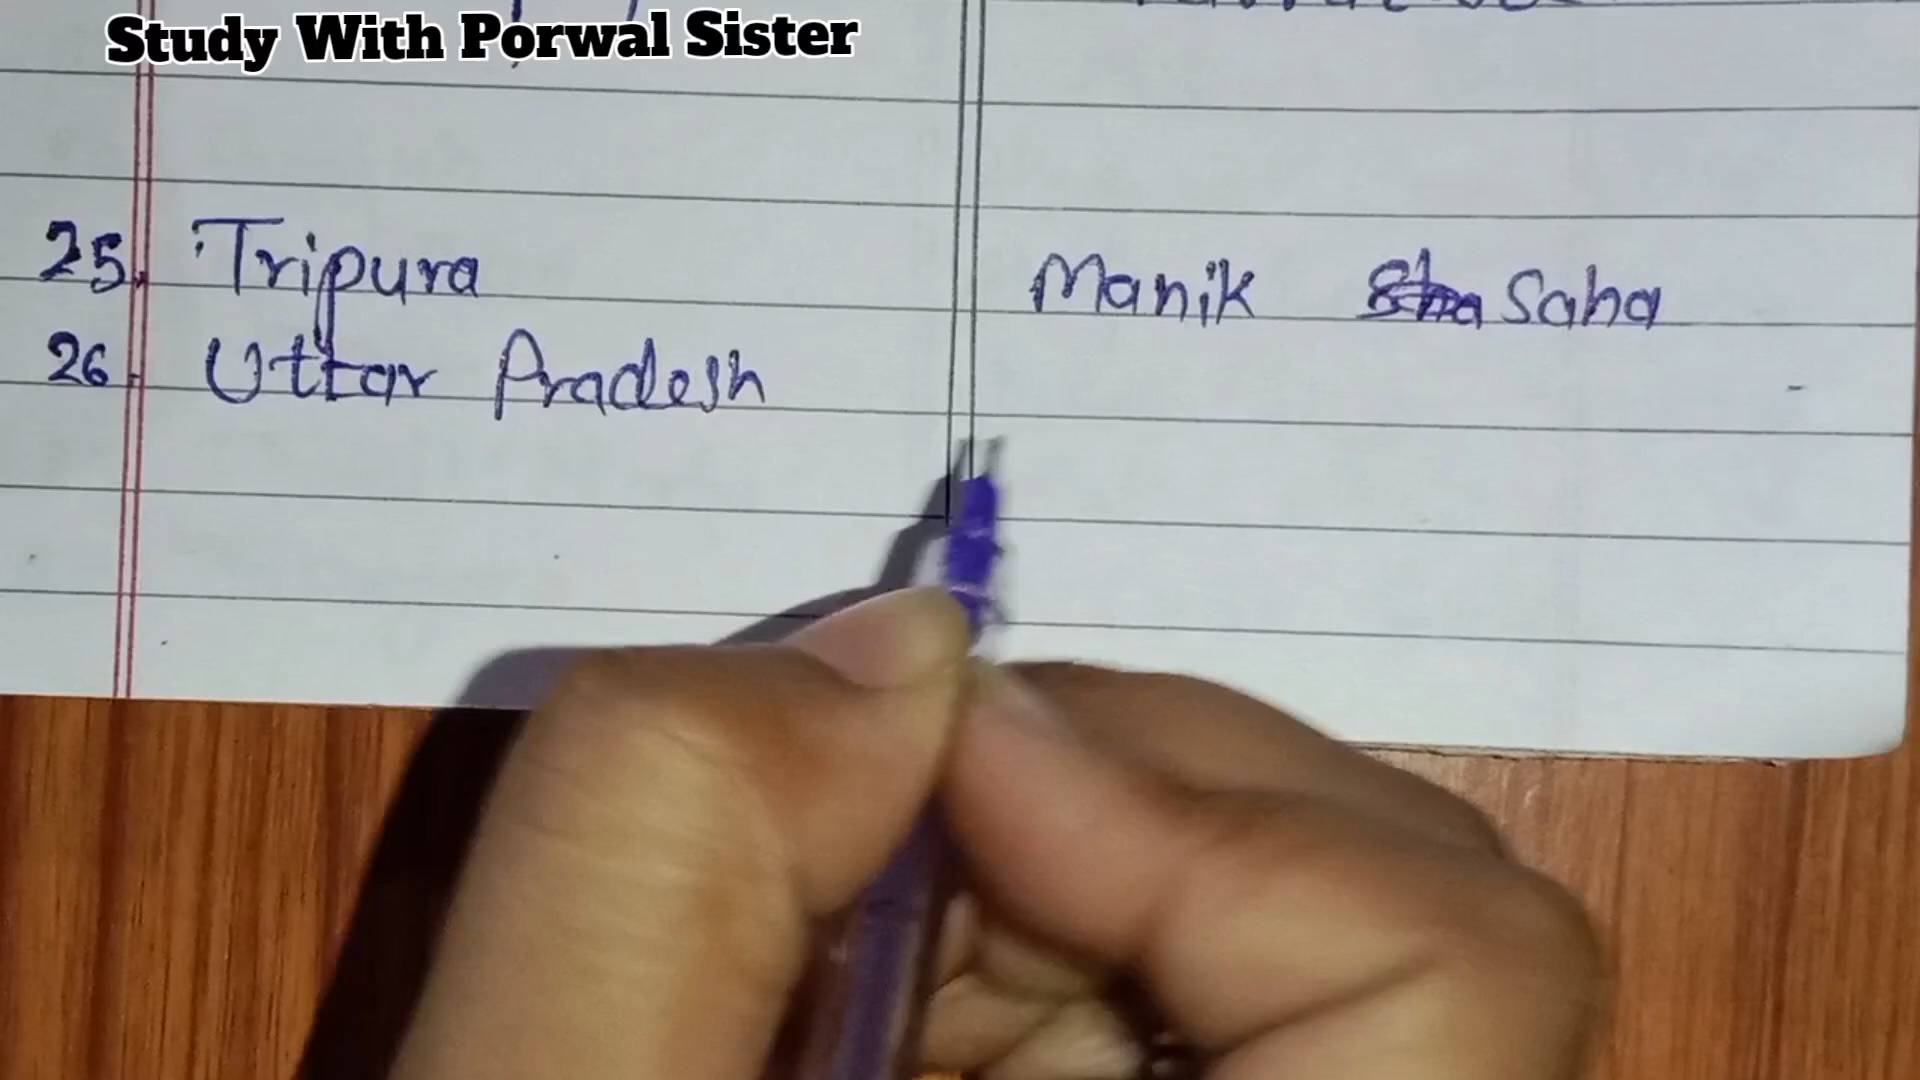 Study With Porwal Sister
25. Tripura Manik Saha
26. Uttar Pradesh -